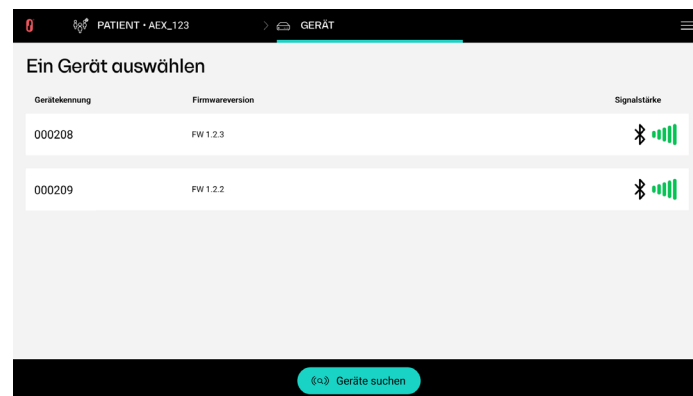 PATIENT • AEX_123 > GERÄT
Ein Gerät auswählen
Gerätekennung Firmwareversion Signalstärke
000208 FW 1.2.3
000209 FW 1.2.2
Geräte suchen